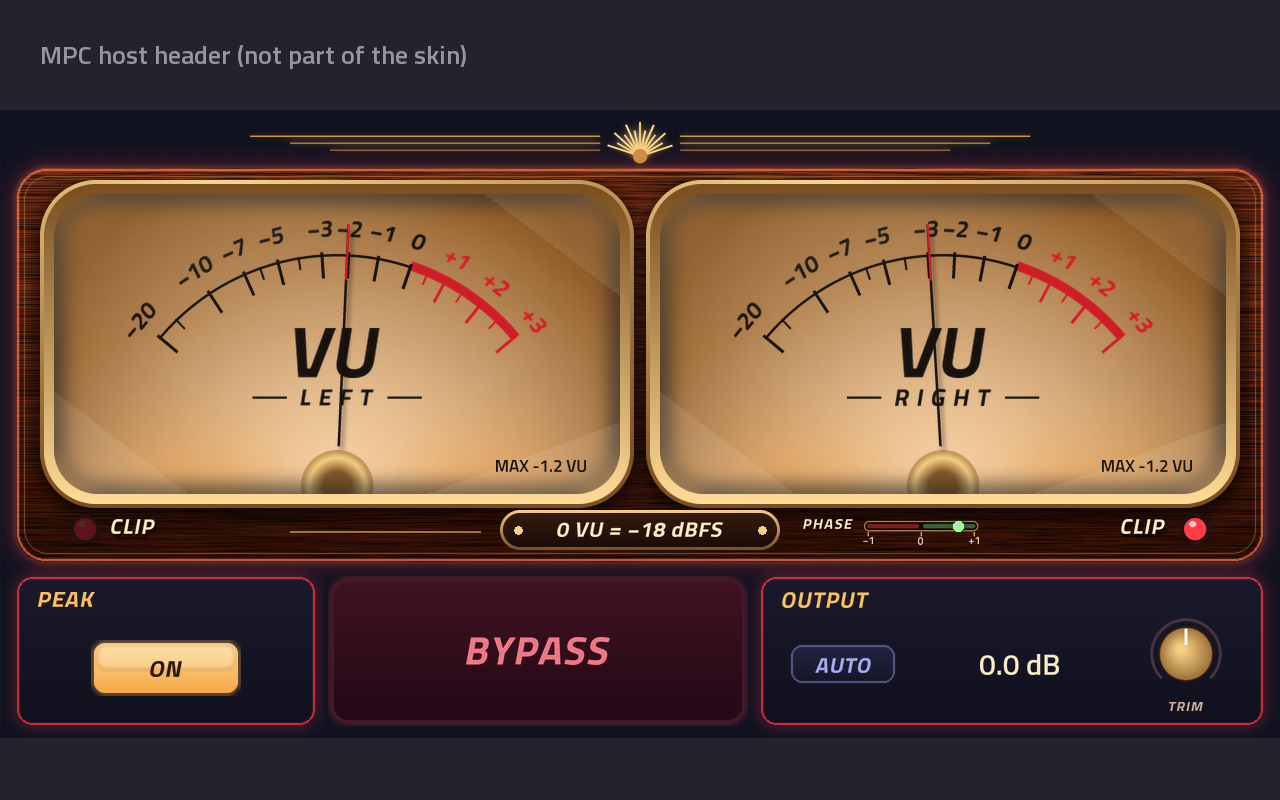 MPC host header (not part of the skin)
−20 −10 −7 −5 −3 −2 −1 0 +1 +2 +3
VU
LEFT
MAX -1.2 VU
−20 −10 −7 −5 −3 −2 −1 0 +1 +2 +3
VU
RIGHT
MAX -1.2 VU
CLIP
0 VU = −18 dBFS
PHASE
−1 0 +1
CLIP
PEAK
ON
BYPASS
OUTPUT
AUTO
0.0 dB
TRIM